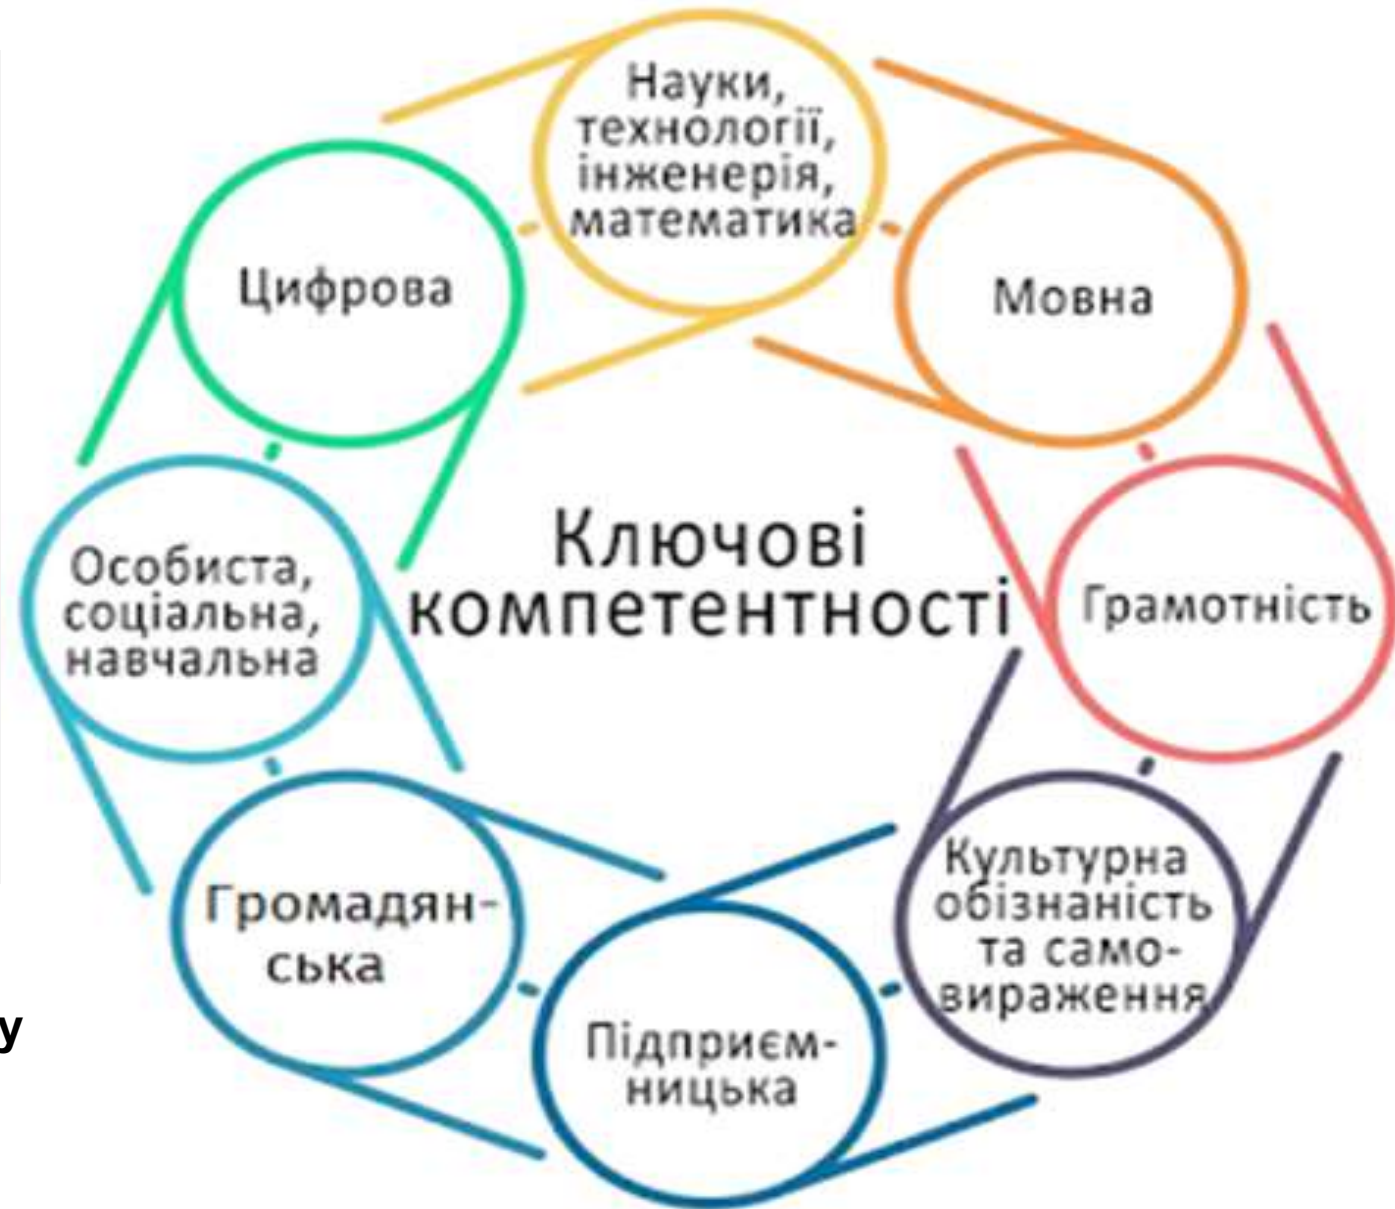 Науки,
технології,
інженерія,
математика
Мовна
Грамотність
Культурна
обізнаність
та само-
вираження
Підприєм-
ницька
Громадян-
ська
Особиста,
соціальна,
навчальна
Цифрова
Ключові
компетентності
у